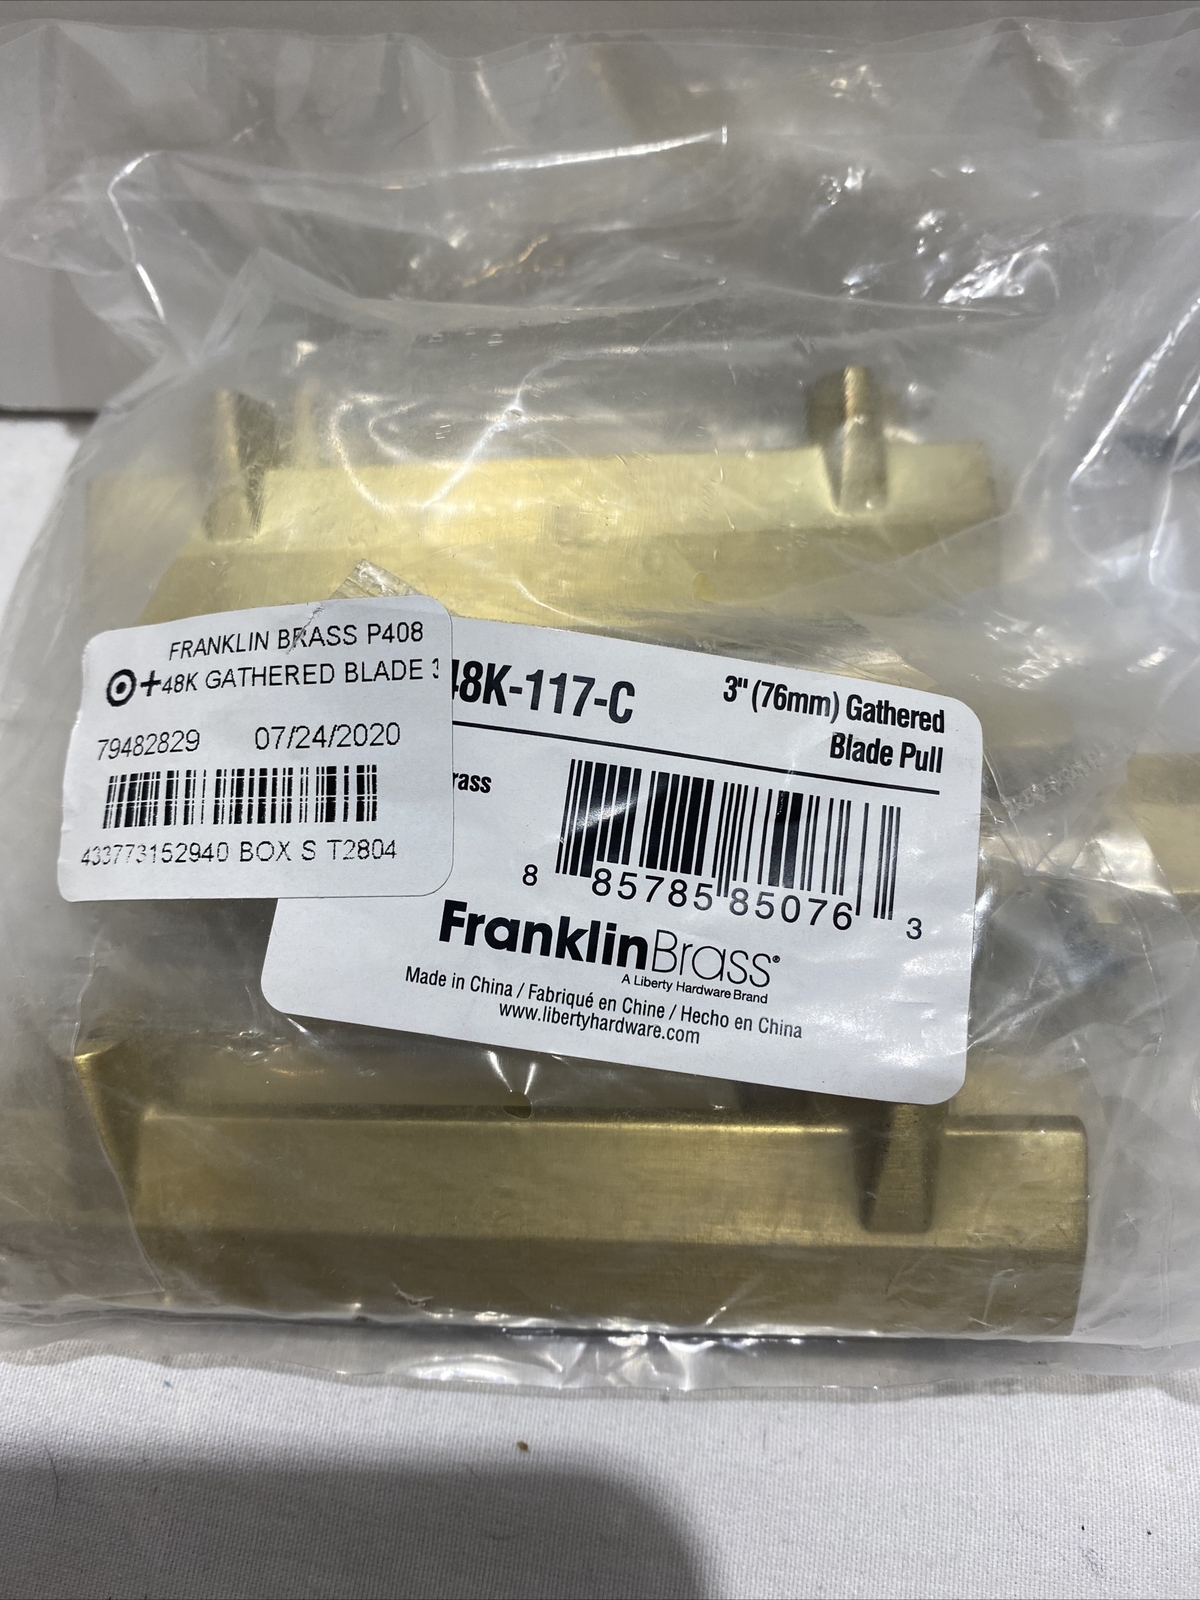 FRANKLIN BRASS P408
48K GATHERED BLADE
79482829 07/24/2020
433773152940 BOX S T2804
48K-117-C
3" (76mm) Gathered
Blade Pull
rass
8 85785 85076 3
FranklinBrass®
A Liberty Hardware Brand
Made in China / Fabriqué en Chine / Hecho en China
www.libertyhardware.com